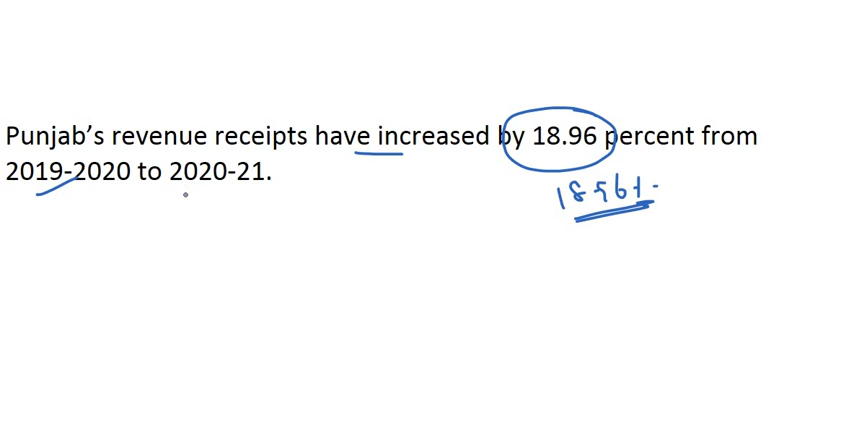 Punjab’s revenue receipts have increased by 18.96 percent from
2019-2020 to 2020-21.